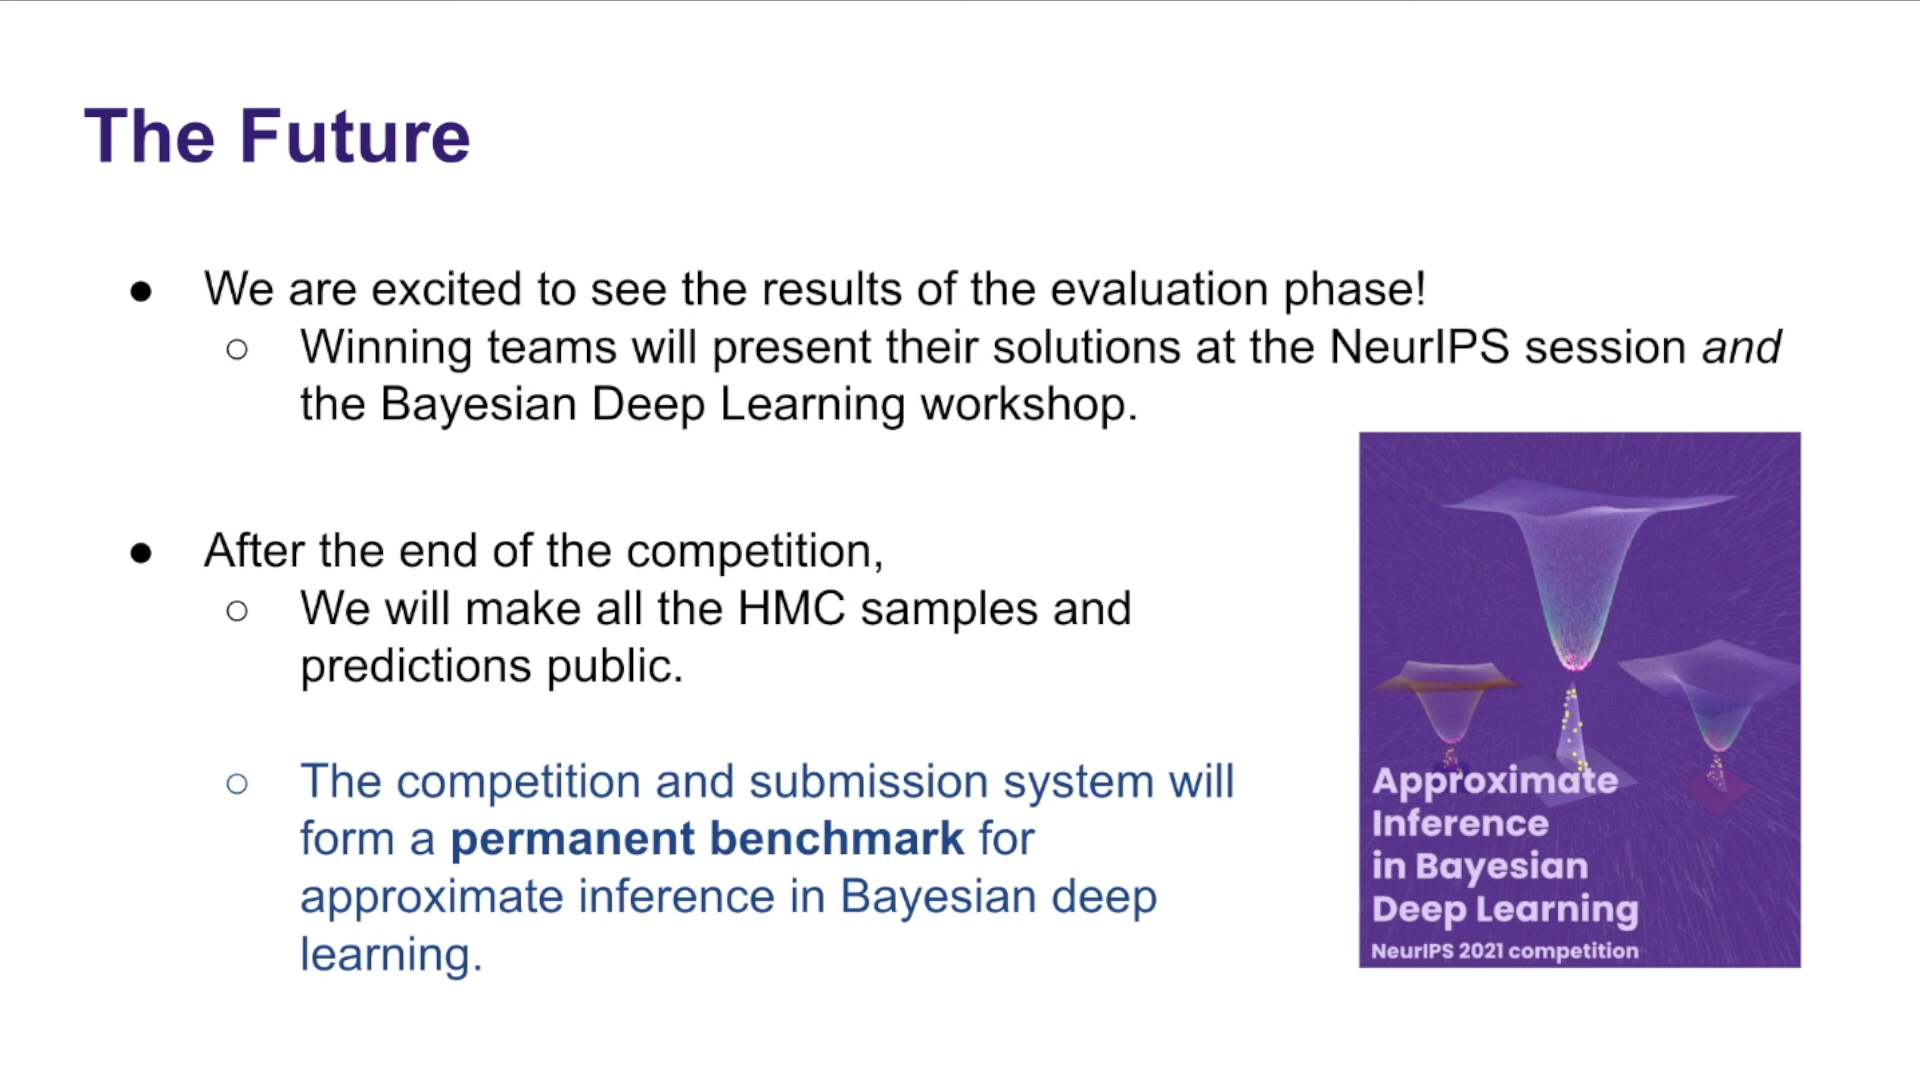 The Future
● We are excited to see the results of the evaluation phase!
○ Winning teams will present their solutions at the NeurIPS session and
the Bayesian Deep Learning workshop.
● After the end of the competition,
○ We will make all the HMC samples and
predictions public.
○ The competition and submission system will
form a permanent benchmark for
approximate inference in Bayesian deep
learning.
Approximate
Inference
in Bayesian
Deep Learning
NeurIPS 2021 competition